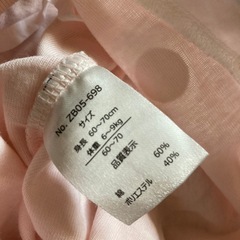 No. ZB05-698
サイズ
身長 60～70cm
体重 6～9kg
60～70
品質表示
綿 60%
ポリエステル 40%